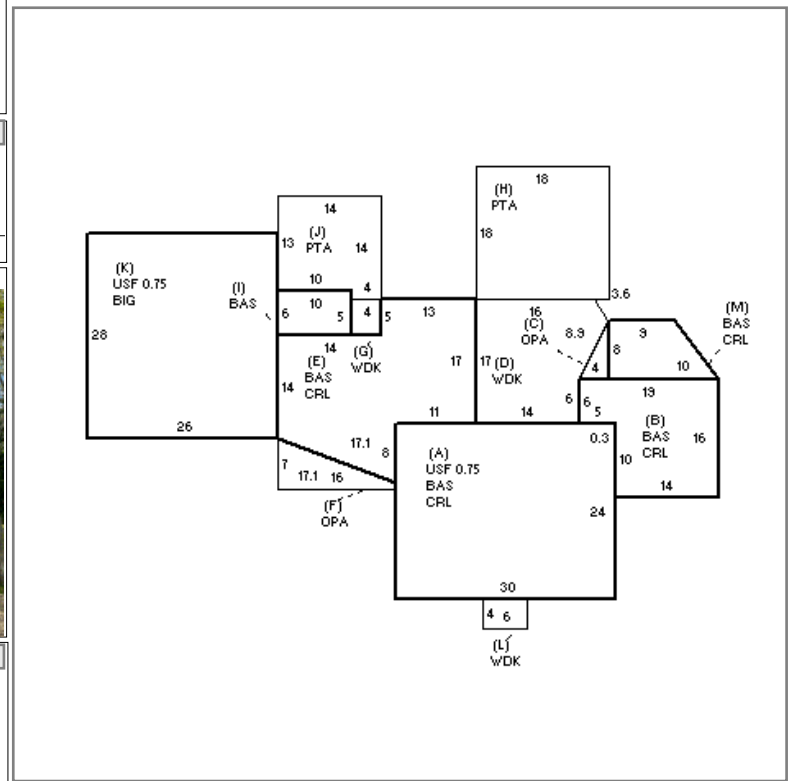 18
(H)
PTA
18
14
13
(J)
PTA
14
(K)
USF 0.75
BIG
(I)
BAS
10
4
3.6
6
10
5
4
5
13
16
(C)
OPA
8.9
9
(M)
BAS
CRL
28
8
14
(G)
WDK
(E)
BAS
CRL
17
17
(D)
WDK
4
10
14
19
6
6
5
11
14
(B)
BAS
CRL
26
17.1
8
(A)
USF 0.75
BAS
CRL
0.3
16
10
7
17.1
16
14
(F)
OPA
24
30
4
6
(L)
WDK